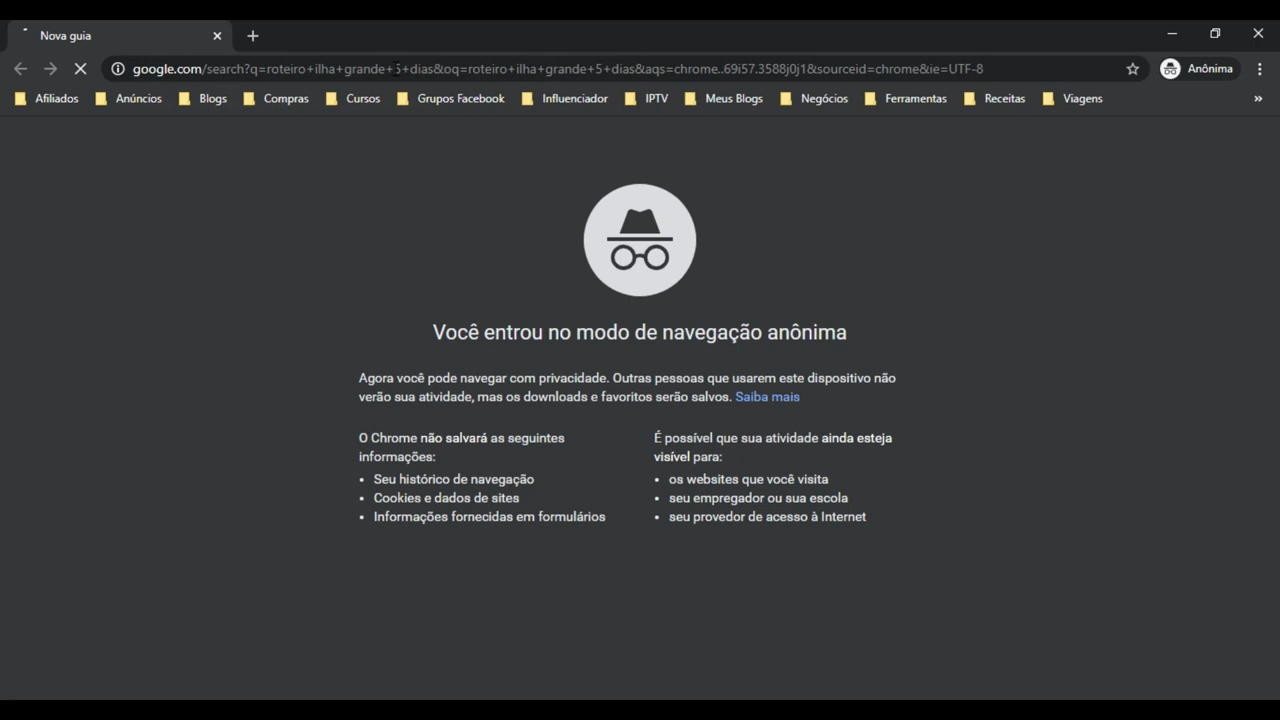 Nova guia
google.com/search?q=roteiro+ilha+grande+5+dias&oq=roteiro+ilha+grande+5+dias&aqs=chrome..69i57.3588j0j1&sourceid=chrome&ie=UTF-8
Anônima
Afiliados Anúncios Blogs Compras Cursos Grupos Facebook Influenciador IPTV Meus Blogs Negócios Ferramentas Receitas Viagens »
Você entrou no modo de navegação anônima
Agora você pode navegar com privacidade. Outras pessoas que usarem este dispositivo não
verão sua atividade, mas os downloads e favoritos serão salvos. Saiba mais
O Chrome não salvará as seguintes
informações:
• Seu histórico de navegação
• Cookies e dados de sites
• Informações fornecidas em formulários
É possível que sua atividade ainda esteja
visível para:
• os websites que você visita
• seu empregador ou sua escola
• seu provedor de acesso à Internet